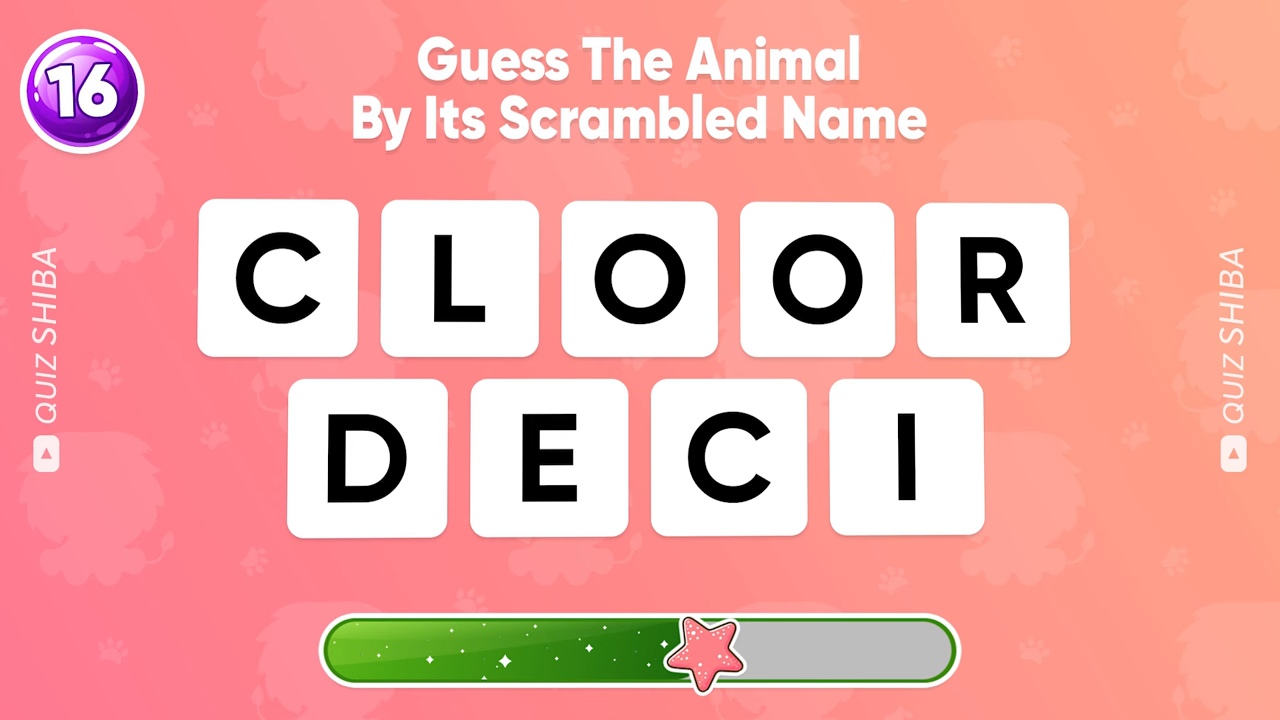 16
Guess The Animal
By Its Scrambled Name
C L O O R
D E C I
QUIZ SHIBA
QUIZ SHIBA